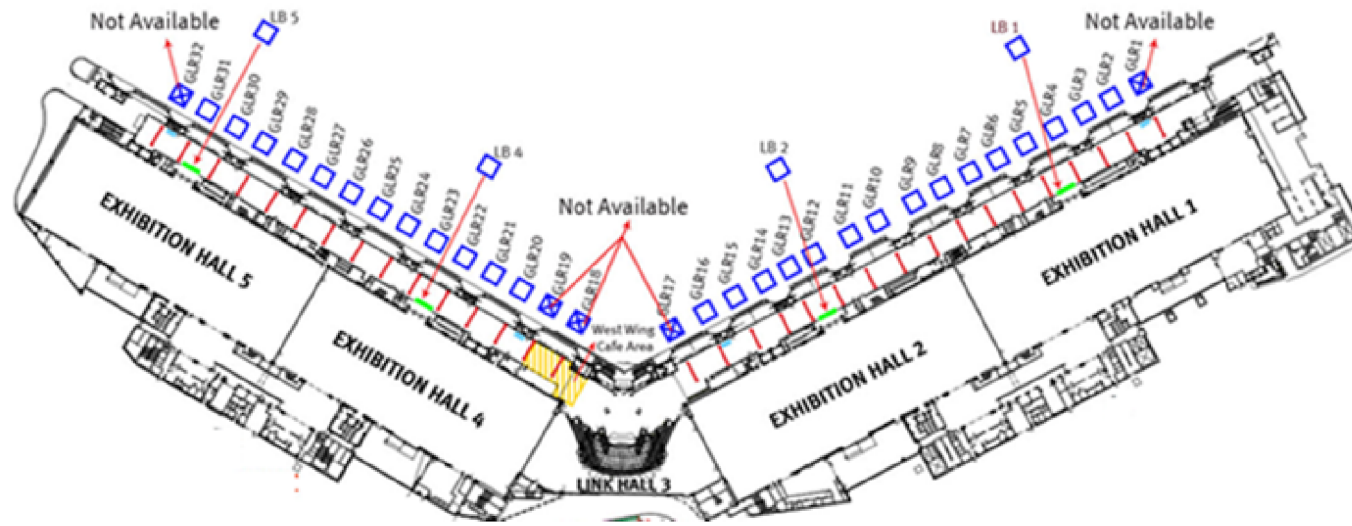 Not Available
LB 5
GLR32
GLR31
GLR30
GLR29
GLR28
GLR27
GLR26
GLR25
GLR24
GLR23
GLR22
GLR21
GLR20
GLR19
GLR18
LB 4
Not Available
LB 2
LB 1
Not Available
GLR17
GLR16
GLR15
GLR14
GLR13
GLR12
GLR11
GLR10
GLR9
GLR8
GLR7
GLR6
GLR5
GLR4
GLR3
GLR2
GLR1
West Wing
Cafe Area
EXHIBITION HALL 5
EXHIBITION HALL 4
LINK HALL 3
EXHIBITION HALL 2
EXHIBITION HALL 1